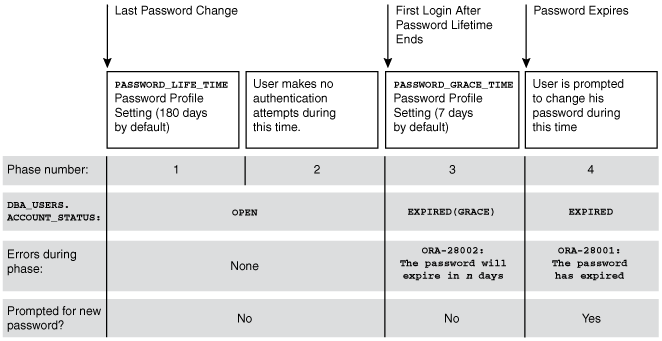 Last Password Change
First Login After
Password Lifetime
Ends
Password Expires
PASSWORD_LIFE_TIME
Password Profile
Setting (180 days
by default)
User makes no
authentication
attempts during
this time.
PASSWORD_GRACE_TIME
Password Profile
Setting (7 days
by default)
User is prompted
to change his
password during
this time
Phase number:
1
2
3
4
DBA_USERS.
ACCOUNT_STATUS:
OPEN
EXPIRED(GRACE)
EXPIRED
Errors during
phase:
None
ORA-28002:
The password will
expire in n days
ORA-28001:
The password
has expired
Prompted for new
password?
No
No
Yes